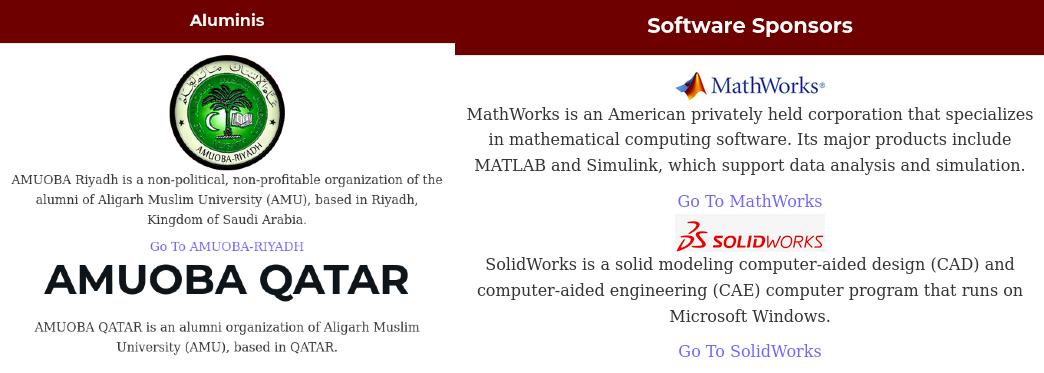 Aluminis
AMUOBA-RIYADH
AMUOBA Riyadh is a non-political, non-profitable organization of the
alumni of Aligarh Muslim University (AMU), based in Riyadh,
Kingdom of Saudi Arabia.
Go To AMUOBA-RIYADH
AMUOBA QATAR
AMUOBA QATAR is an alumni organization of Aligarh Muslim
University (AMU), based in QATAR.
Software Sponsors
MathWorks®
MathWorks is an American privately held corporation that specializes
in mathematical computing software. Its major products include
MATLAB and Simulink, which support data analysis and simulation.
Go To MathWorks
SOLIDWORKS
SolidWorks is a solid modeling computer-aided design (CAD) and
computer-aided engineering (CAE) computer program that runs on
Microsoft Windows.
Go To SolidWorks